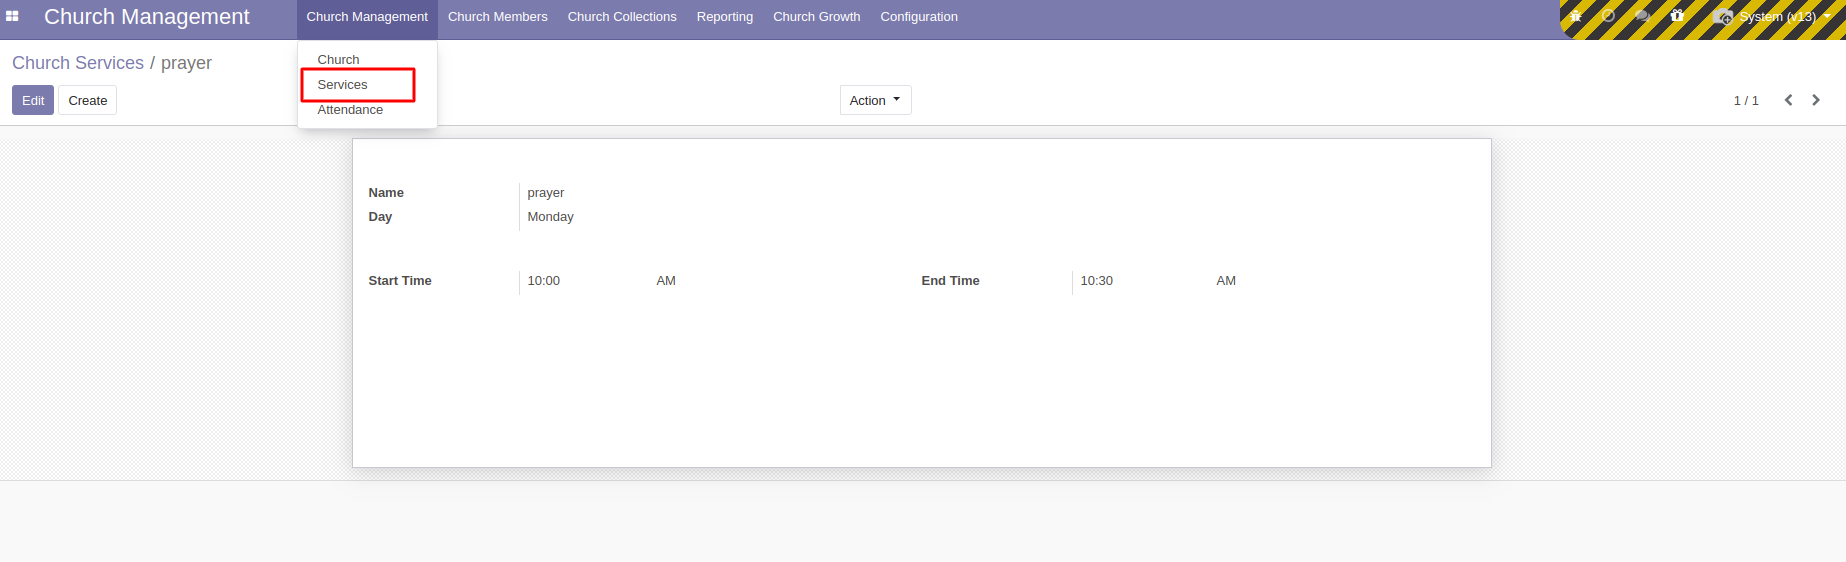 Church Management Church Management Church Members Church Collections Reporting Church Growth Configuration System (v13)
Church
Services
Attendance
Church Services / prayer
Edit Create Action 1 / 1
Name prayer
Day Monday
Start Time 10:00 AM End Time 10:30 AM